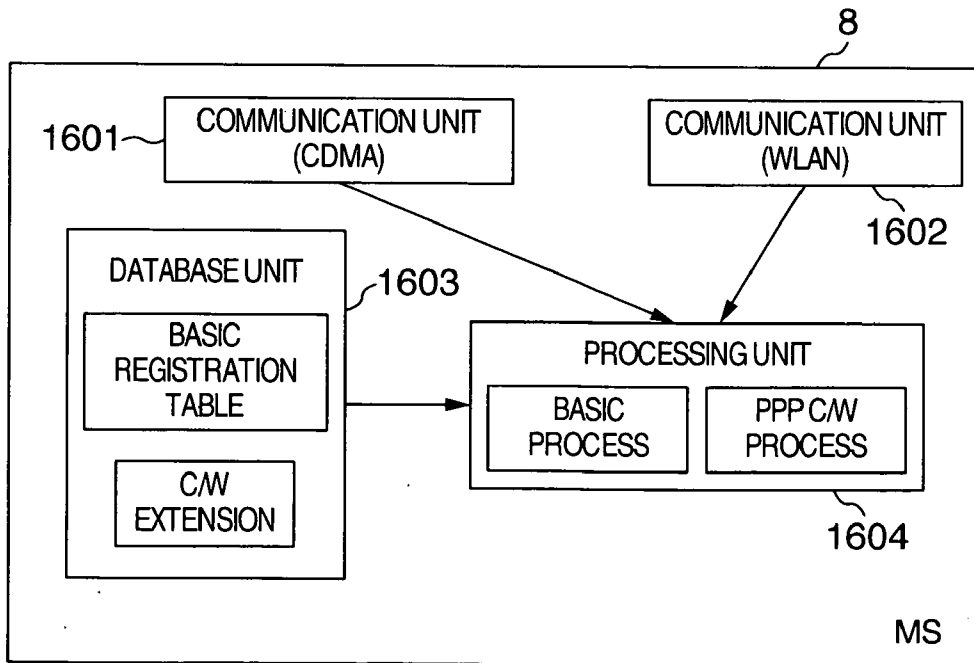 8
1601
COMMUNICATION UNIT
(CDMA)
COMMUNICATION UNIT
(WLAN)
1602
DATABASE UNIT
1603
BASIC
REGISTRATION
TABLE
C/W
EXTENSION
PROCESSING UNIT
BASIC
PROCESS
PPP C/W
PROCESS
1604
MS